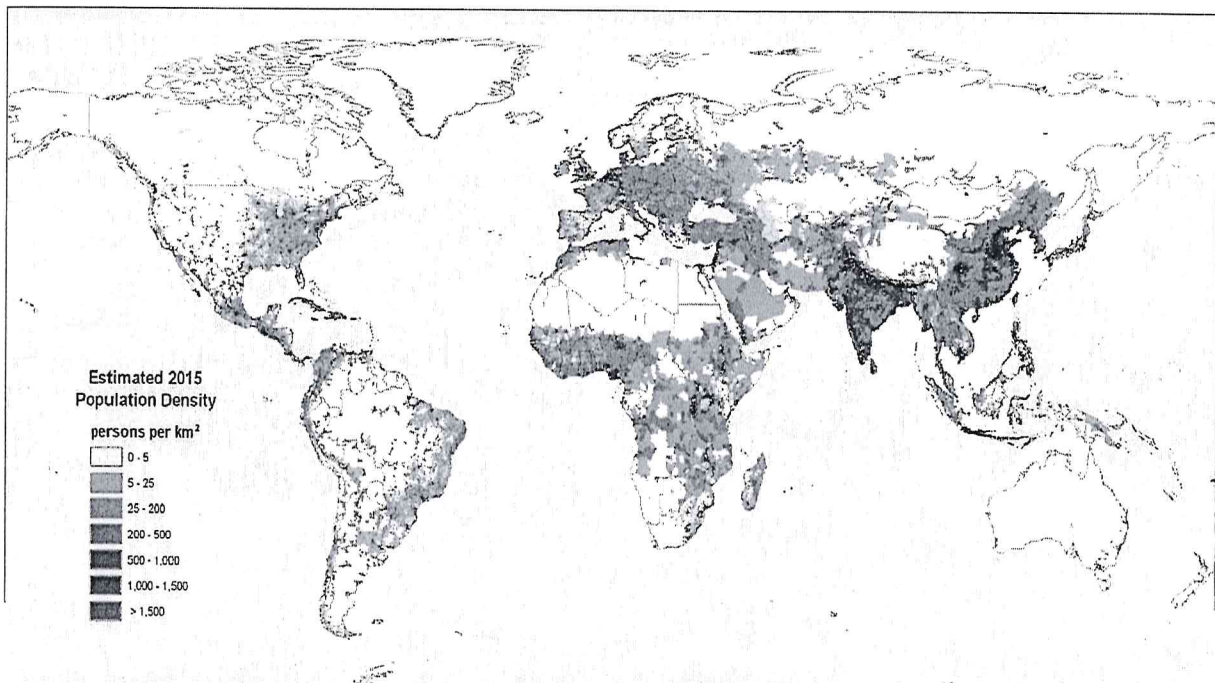 Estimated 2015
Population Density
persons per km²
0 - 5
5 - 25
25 - 200
200 - 500
500 - 1,000
1,000 - 1,500
> 1,500